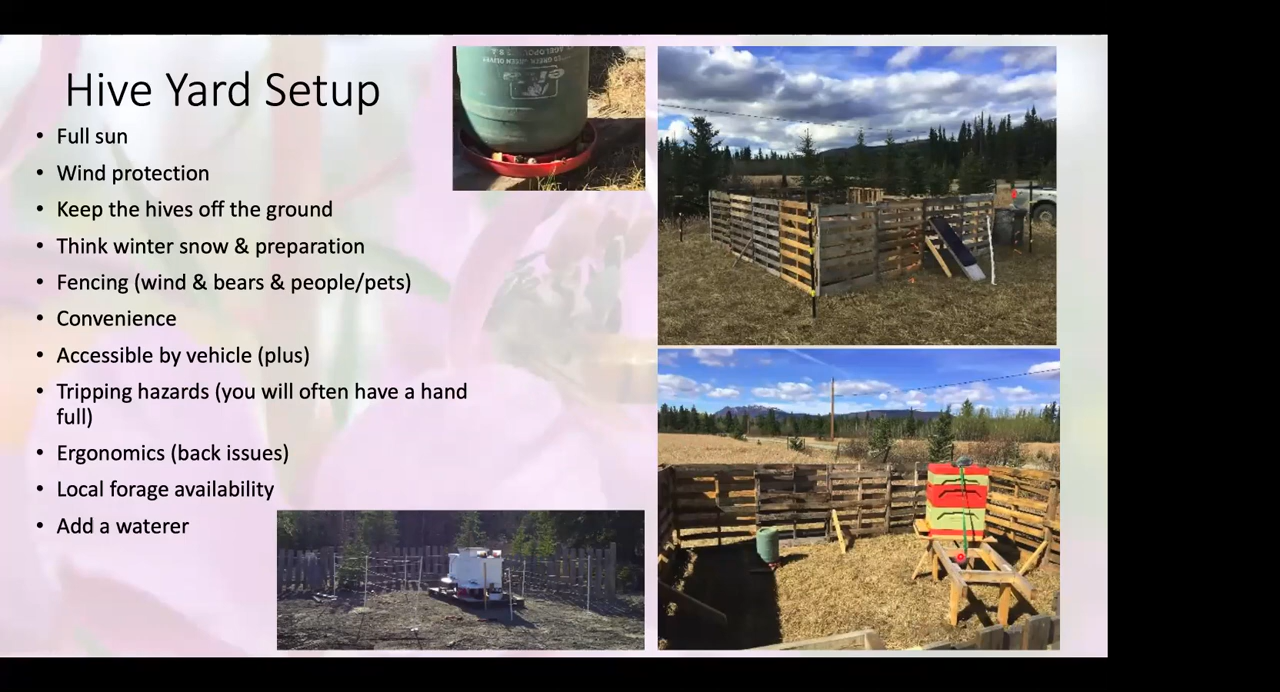 Hive Yard Setup
• Full sun
• Wind protection
• Keep the hives off the ground
• Think winter snow & preparation
• Fencing (wind & bears & people/pets)
• Convenience
• Accessible by vehicle (plus)
• Tripping hazards (you will often have a hand
full)
• Ergonomics (back issues)
• Local forage availability
• Add a waterer